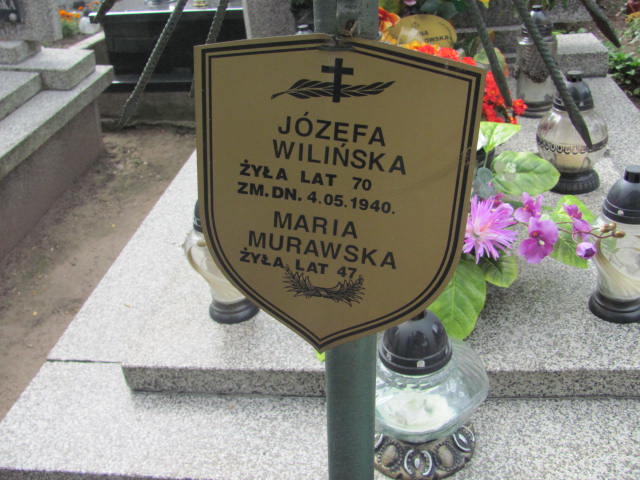 JÓZEFA
WILIŃSKA
ŻYŁA LAT 70
ZM. DN. 4.05.1940.
MARIA
MURAWSKA
ŻYŁA LAT 47.